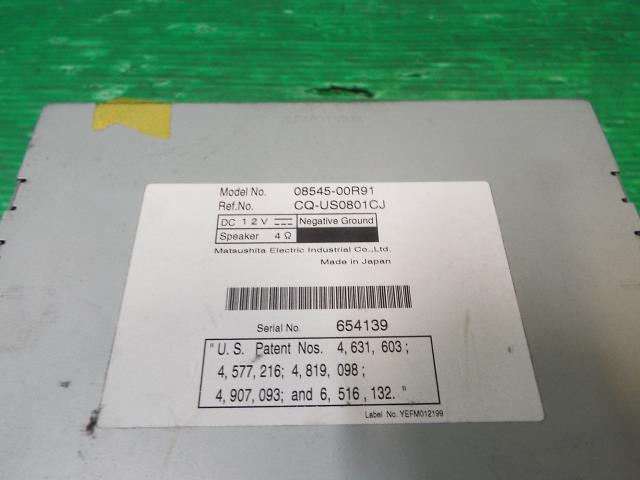 Model No. 08545-00R91
Ref.No. CQ-US0801CJ
DC 12V Negative Ground
Speaker 4Ω
Matsushita Electric Industrial Co.,Ltd.
Made in Japan
Serial No. 654139
"U.S. Patent Nos. 4,631,603;
4,577,216; 4,819,098;
4,907,093; and 6,516,132."
Label No. YEFM012199